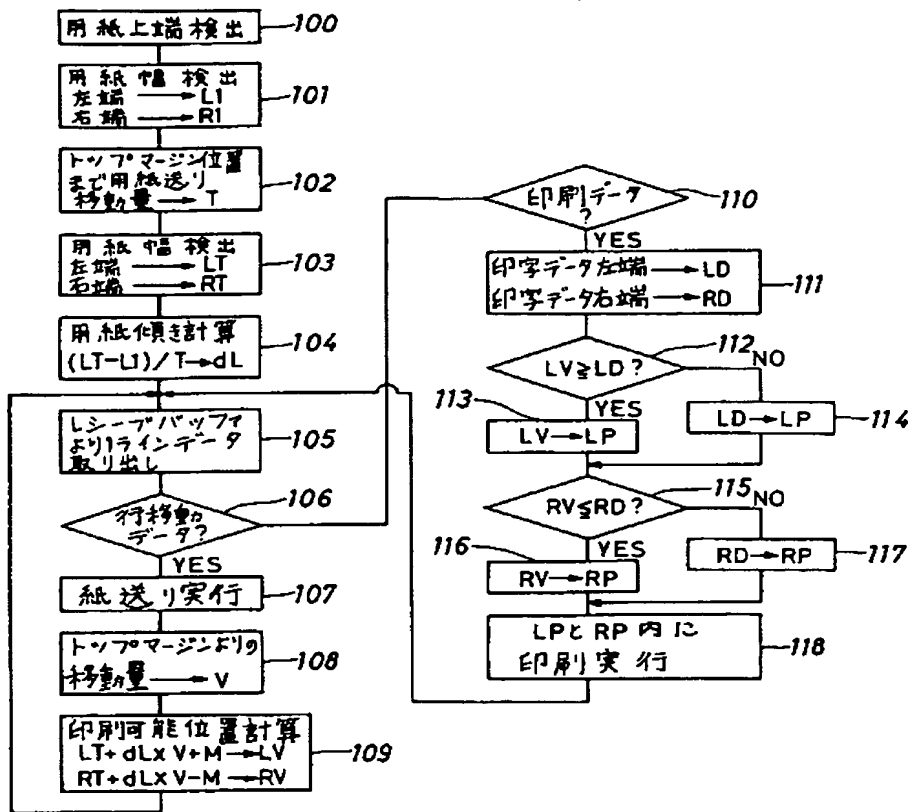 用紙上端検出
100
用紙幅検出
左端 → L1
右端 → R1
101
トップマージン位置
まで用紙送り
移動量 → T
102
用紙幅検出
左端 → LT
右端 → RT
103
用紙傾き計算
(LT-L1)/T→dL
104
レシーブバッファ
より1ラインデータ
取り出し
105
行移動
データ?
106
YES
紙送り実行
107
トップマージンよりの
移動量 → V
108
印刷可能位置計算
LT+dLxV+M→LV
RT+dLxV-M→RV
109
印刷データ
?
110
YES
印字データ左端→LD
印字データ右端→RD
111
LV≧LD?
112
NO
YES
113
LV→LP
LD→LP
114
RV≦RD?
115
NO
YES
116
RV→RP
RD→RP
117
LPとRP内に
印刷実行
118